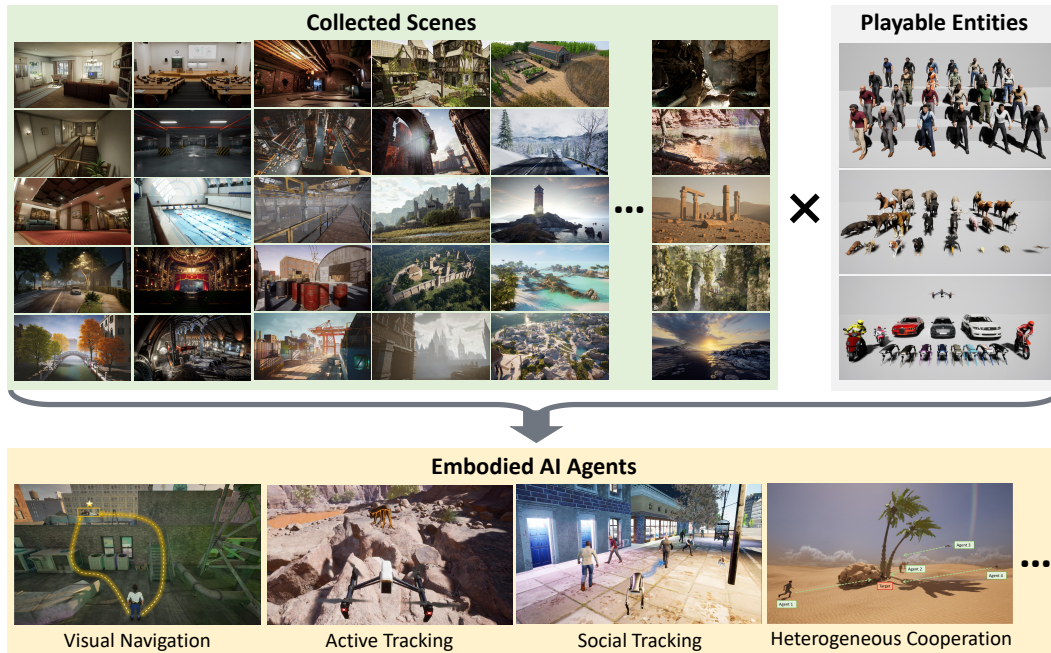 Collected Scenes
Playable Entities
...
×
Embodied AI Agents
Agent 1
Agent 2
Agent 3
Agent 4
Target
...
Visual Navigation
Active Tracking
Social Tracking
Heterogeneous Cooperation